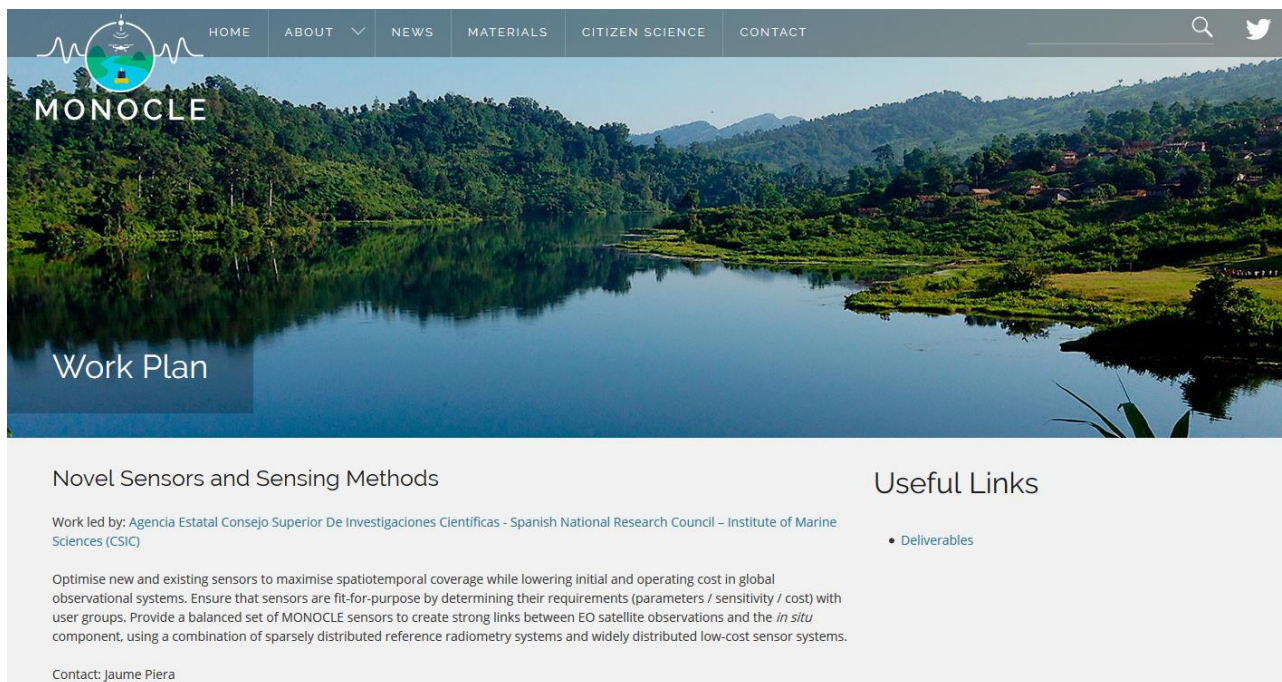 HOME
ABOUT
NEWS
MATERIALS
CITIZEN SCIENCE
CONTACT
MONOCLE
Work Plan
Novel Sensors and Sensing Methods
Work led by: Agencia Estatal Consejo Superior De Investigaciones Científicas - Spanish National Research Council – Institute of Marine
Sciences (CSIC)
Optimise new and existing sensors to maximise spatiotemporal coverage while lowering initial and operating cost in global
observational systems. Ensure that sensors are fit-for-purpose by determining their requirements (parameters / sensitivity / cost) with
user groups. Provide a balanced set of MONOCLE sensors to create strong links between EO satellite observations and the in situ
component, using a combination of sparsely distributed reference radiometry systems and widely distributed low-cost sensor systems.
Contact: Jaume Piera
Useful Links
• Deliverables